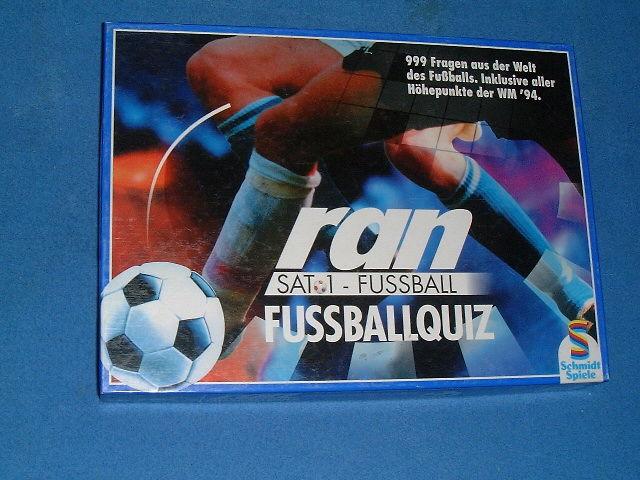 999 Fragen aus der Welt
des Fußballs. Inklusive aller
Höhepunkte der WM '94.
ran
SAT 1 - FUSSBALL
FUSSBALLQUIZ
S
Schmidt
Spiele